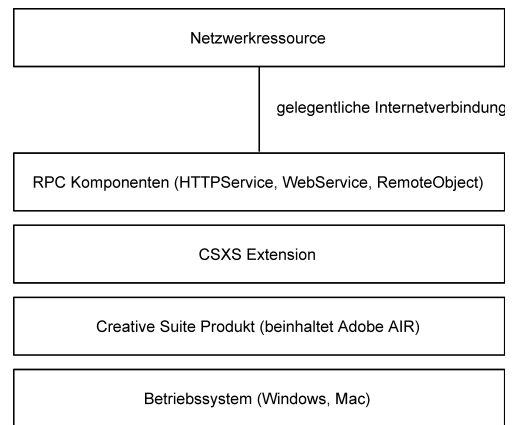 Netzwerkressource
gelegentliche Internetverbindung
RPC Komponenten (HTTPService, WebService, RemoteObject)
CSXS Extension
Creative Suite Produkt (beinhaltet Adobe AIR)
Betriebssystem (Windows, Mac)